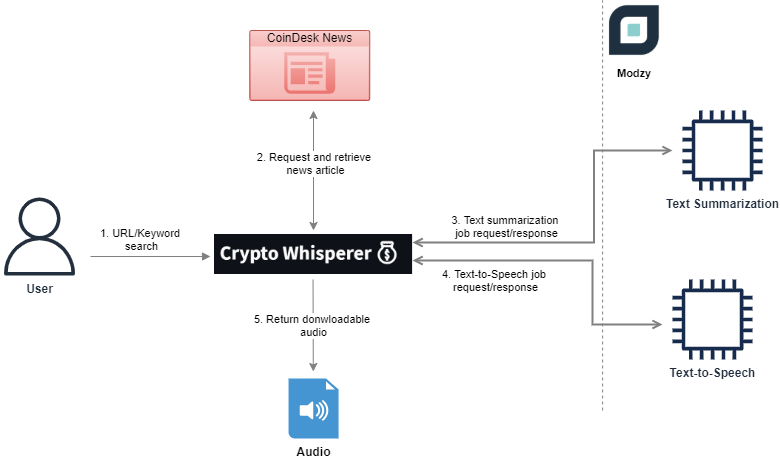 CoinDesk News
Modzy
2. Request and retrieve
news article
Text Summarization
1. URL/Keyword
search
3. Text summarization
job request/response
Crypto Whisperer
User
4. Text-to-Speech job
request/response
5. Return donwloadable
audio
Text-to-Speech
Audio